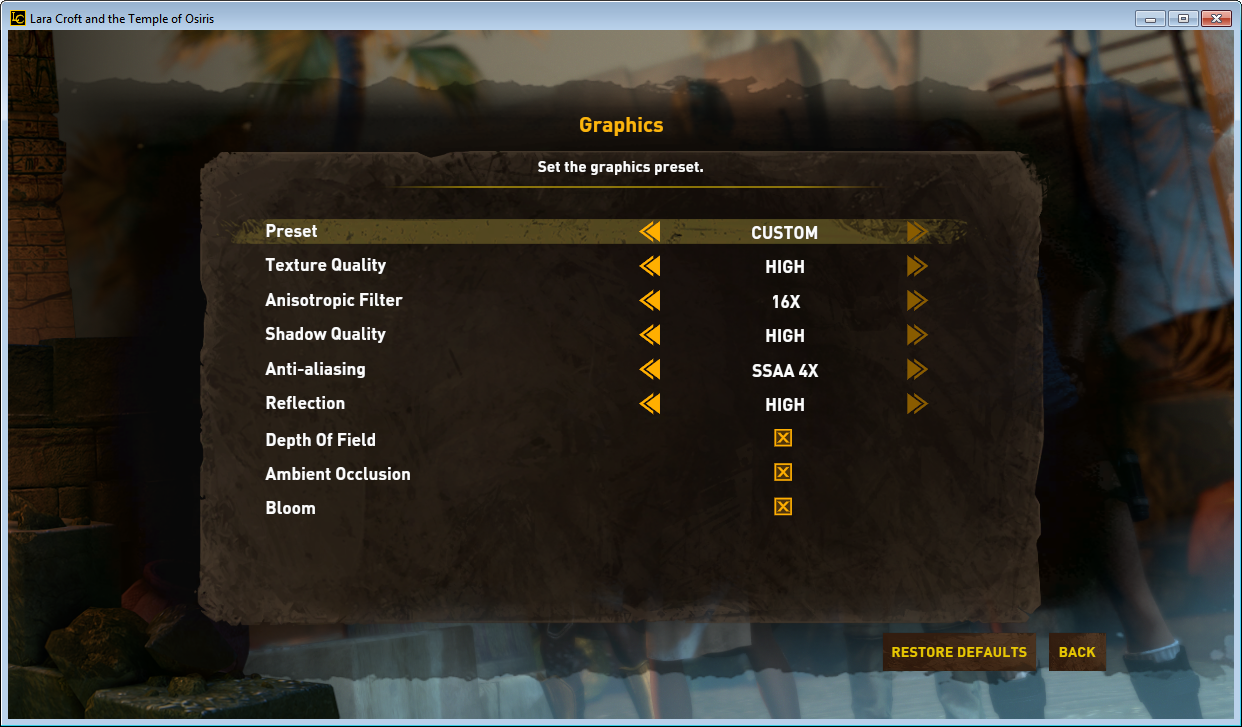 LC Lara Croft and the Temple of Osiris
Graphics
Set the graphics preset.
Preset CUSTOM
Texture Quality HIGH
Anisotropic Filter 16X
Shadow Quality HIGH
Anti-aliasing SSAA 4X
Reflection HIGH
Depth Of Field
Ambient Occlusion
Bloom
RESTORE DEFAULTS BACK